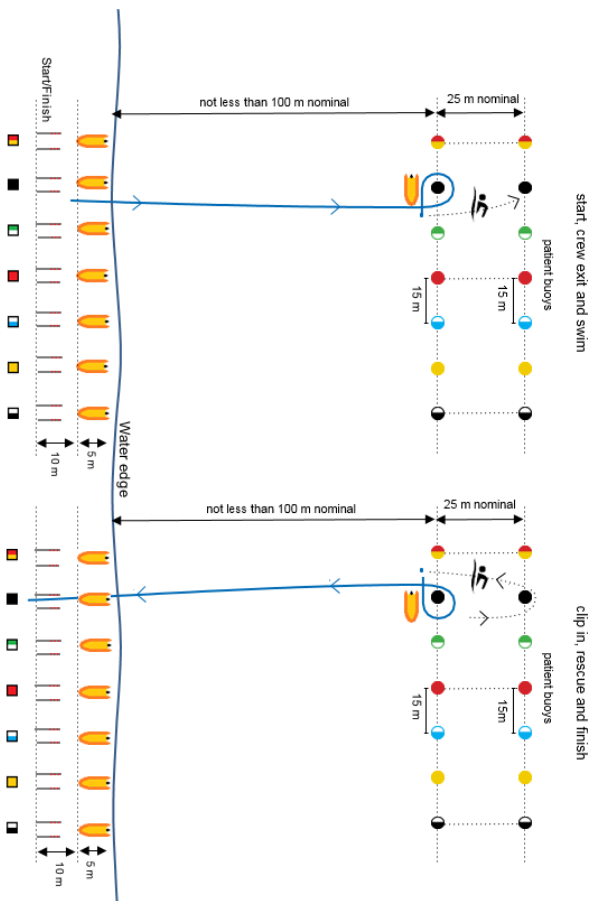 start, crew exit and swim
patient buoys
25 m nominal
not less than 100 m nominal
15 m
15 m
Start/Finish
Water edge
5 m
10 m
clip in, rescue and finish
patient buoys
25 m nominal
not less than 100 m nominal
15m
15 m
5 m
10 m